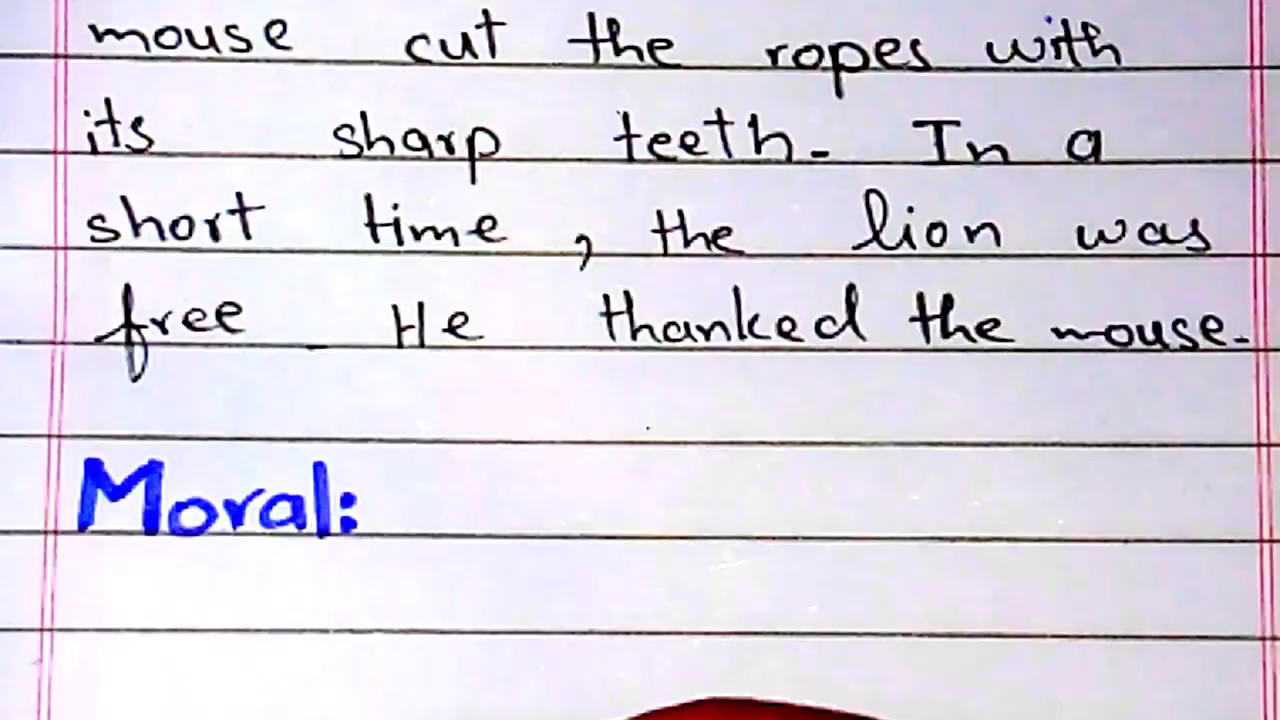 mouse cut the ropes with
its sharp teeth. In a
short time, the lion was
free. He thanked the mouse.
Moral: